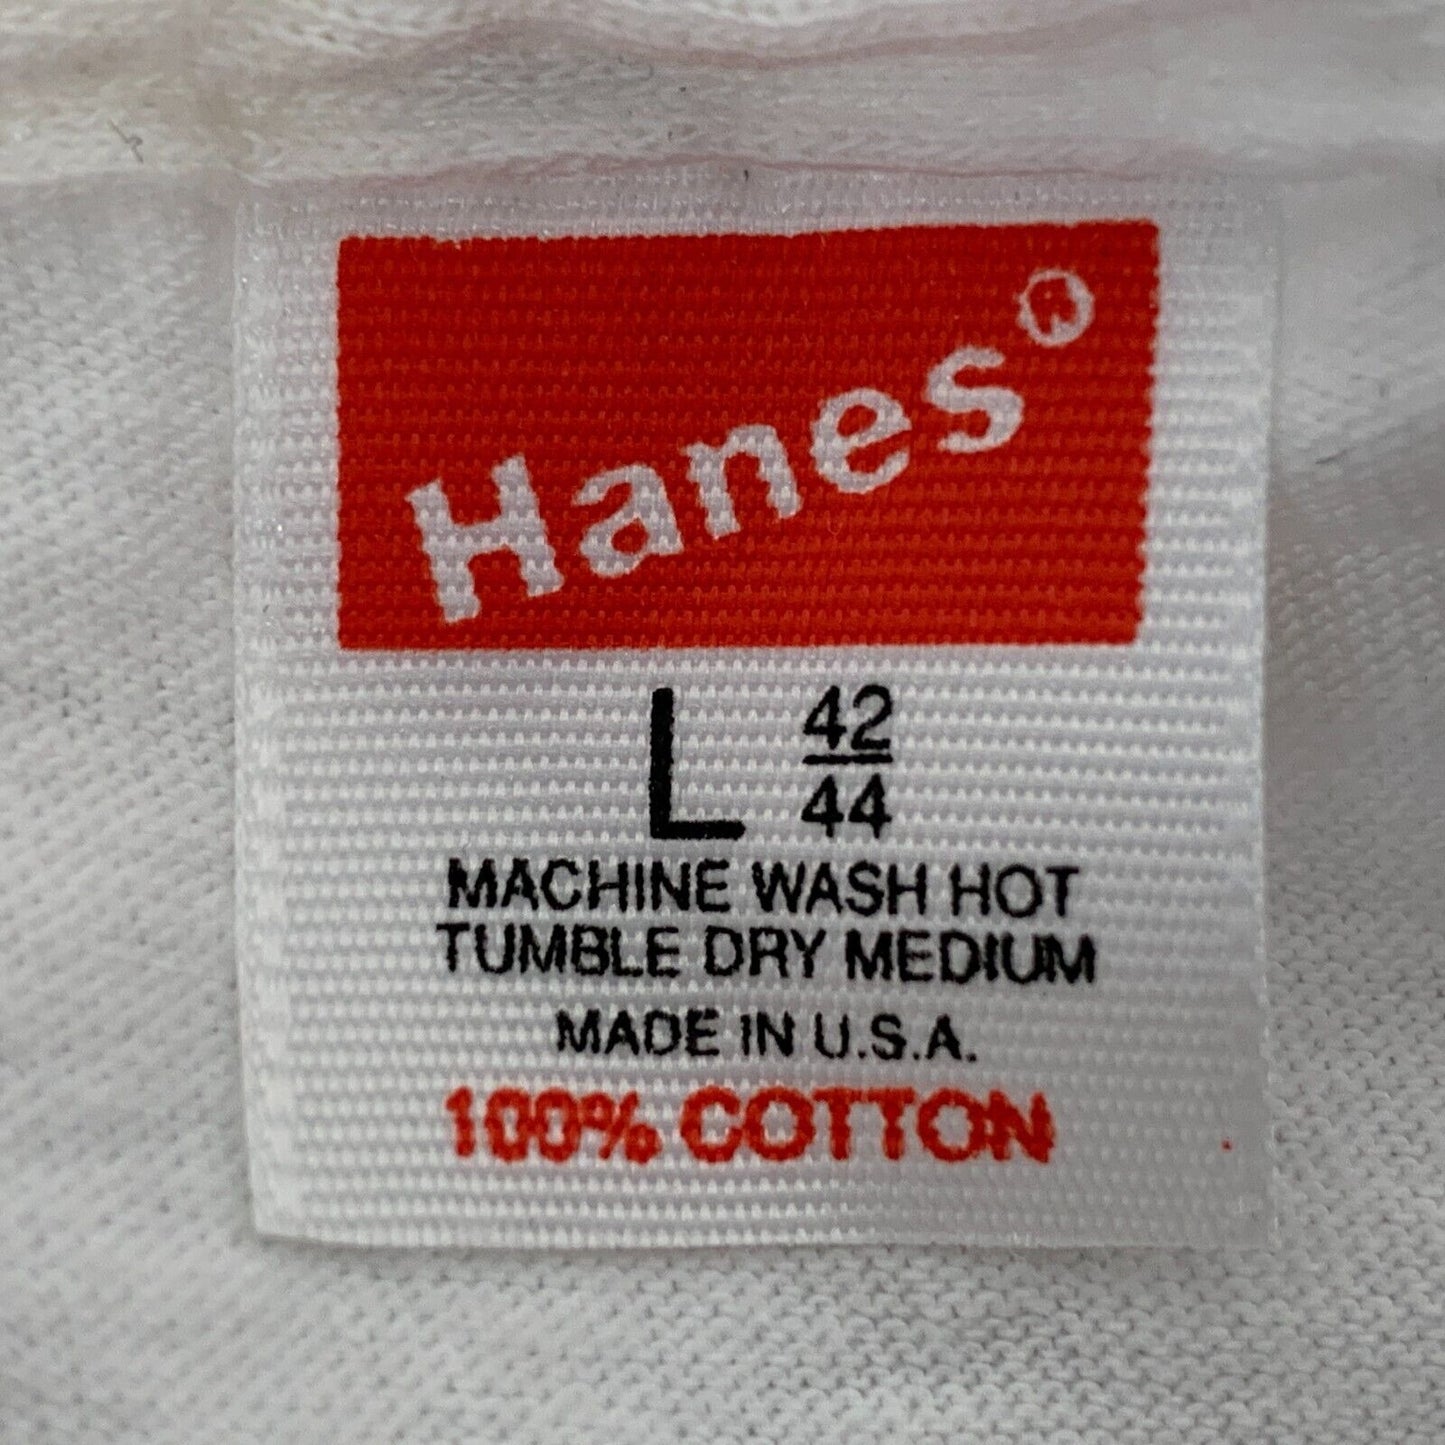 Hanes®
L 42/44
MACHINE WASH HOT
TUMBLE DRY MEDIUM
MADE IN U.S.A.
100% COTTON